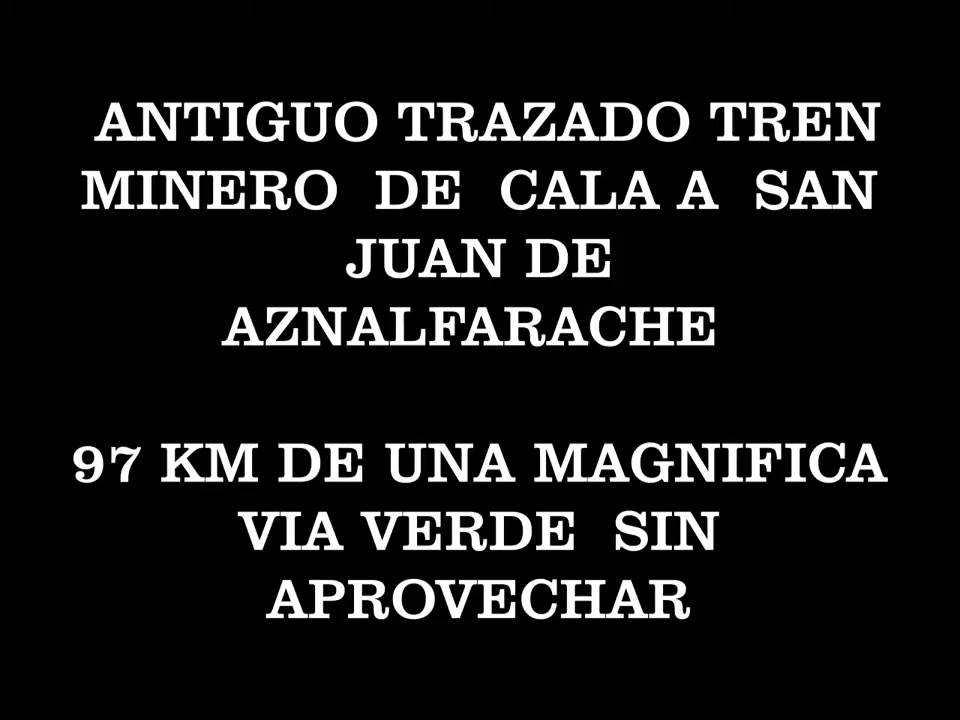 ANTIGUO TRAZADO TREN
MINERO DE CALA A SAN
JUAN DE
AZNALFARACHE
97 KM DE UNA MAGNIFICA
VIA VERDE SIN
APROVECHAR